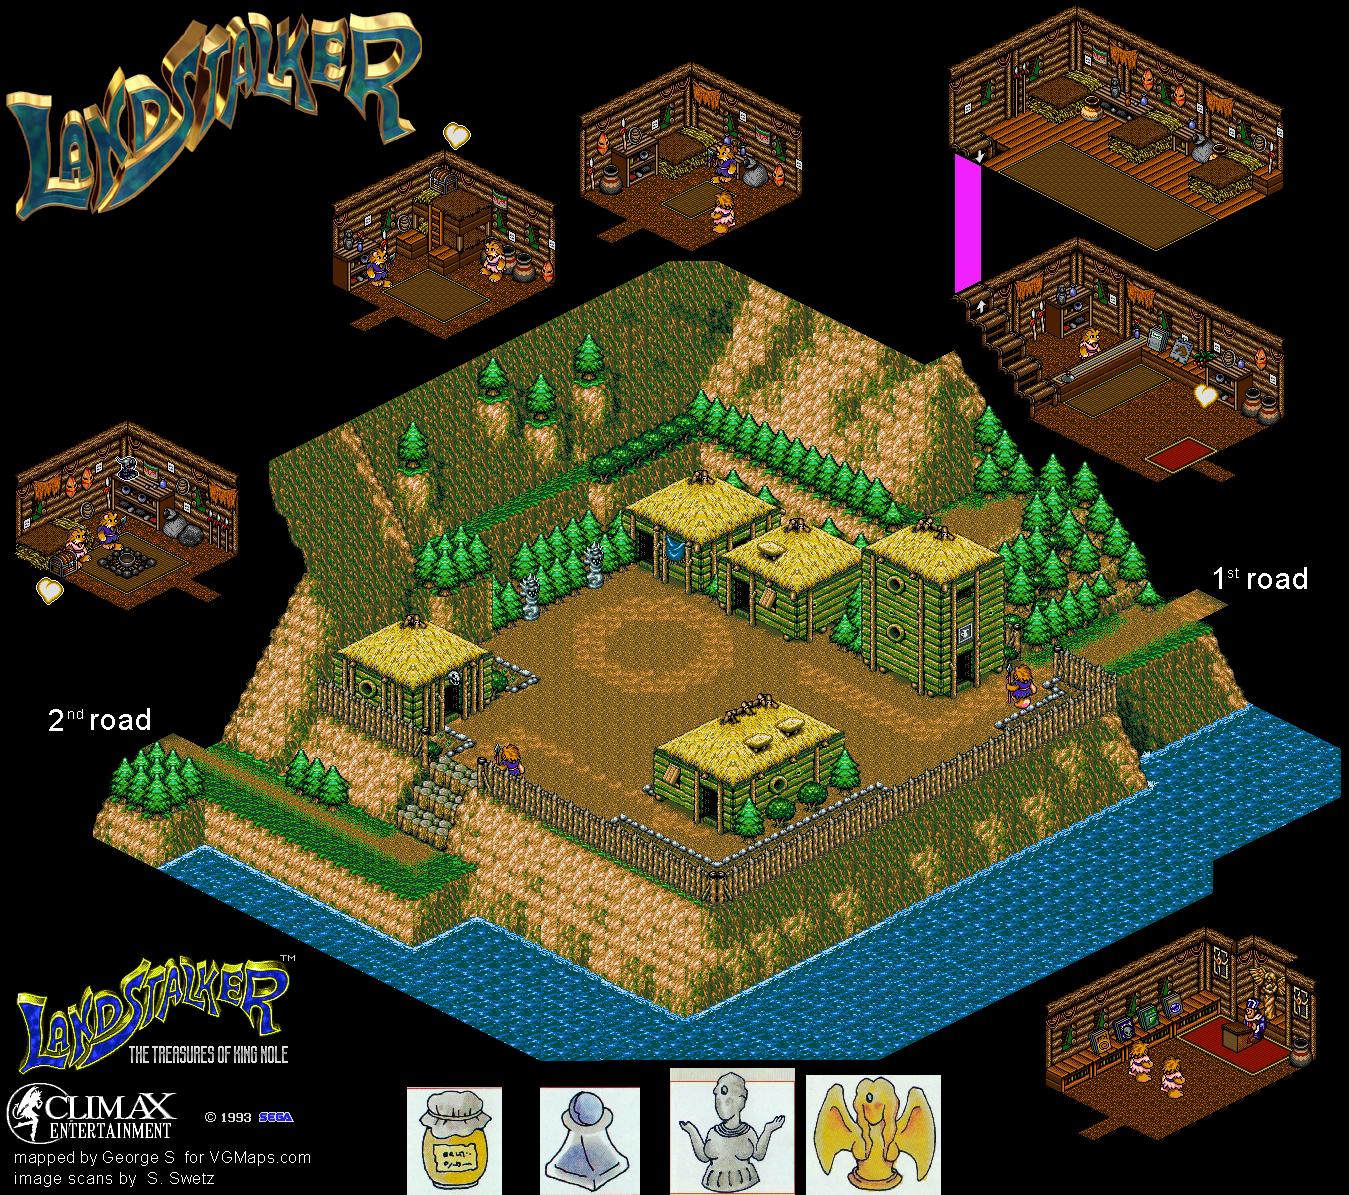 LANDSTALKER
1st road
2nd road
LANDSTALKER™
THE TREASURES OF KING NOLE
CLIMAX
ENTERTAINMENT
© 1993 SEGA
mapped by George S for VGMaps.com
image scans by S. Swetz